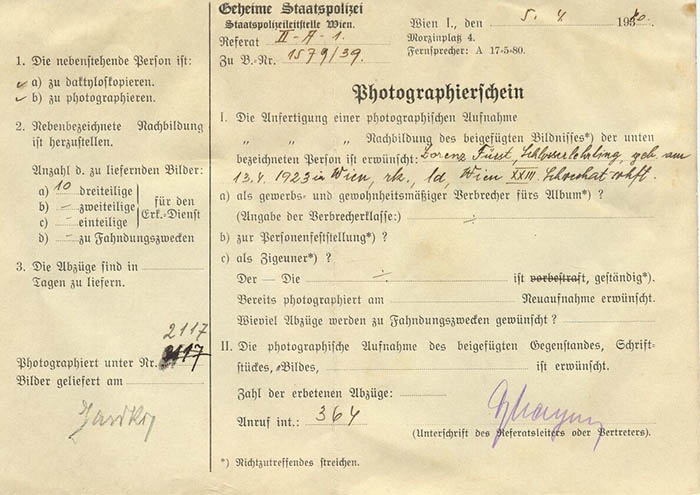 Geheime Staatspolizei
Staatspolizeileitstelle Wien.
Referat II-A-1.
Zu B.-Nr. 1579/39.
Wien I., den 5. 4 1940.
Morzinplatz 4.
Fernsprecher: A 17-5-80.
1. Die nebenstehende Person ist:
✓ a) zu daktyloskopieren.
✓ b) zu photographieren.
2. Nebenbezeichnete Nachbildung
ist herzustellen.
Anzahl d. zu liefernden Bilder:
a) 10 dreiteilige
b) – zweiteilige
c) – einteilige
für den
Erk.-Dienst
d) – zu Fahndungszwecken
3. Die Abzüge sind in
Tagen zu liefern.
2117
Photographiert unter Nr.
Bilder geliefert am
Photographierschein
I. Die Anfertigung einer photographischen Aufnahme
„ „ „ Nachbildung des beigefügten Bildnisses*) der unten
bezeichneten Person ist erwünscht: Lorenz Fürst, Schlosserlehrling, geb. am
13.4.1923 in Wien, rk., ld, Wien XXIII. Schwechat whft.
a) als gewerbs- und gewohnheitsmäßiger Verbrecher fürs Album*) ?
(Angabe der Verbrecherklasse:) ÷
b) zur Personenfeststellung*) ?
c) als Zigeuner*) ?
Der — Die ÷ ist vorbestraft, geständig*).
Bereits photographiert am Neuaufnahme erwünscht.
Wieviel Abzüge werden zu Fahndungszwecken gewünscht ?
II. Die photographische Aufnahme des beigefügten Gegenstandes, Schrift-
stückes, Bildes, ist erwünscht.
Zahl der erbetenen Abzüge:
Anruf int.: 364
(Unterschrift des Referatsleiters oder Vertreters).
*) Nichtzutreffendes streichen.